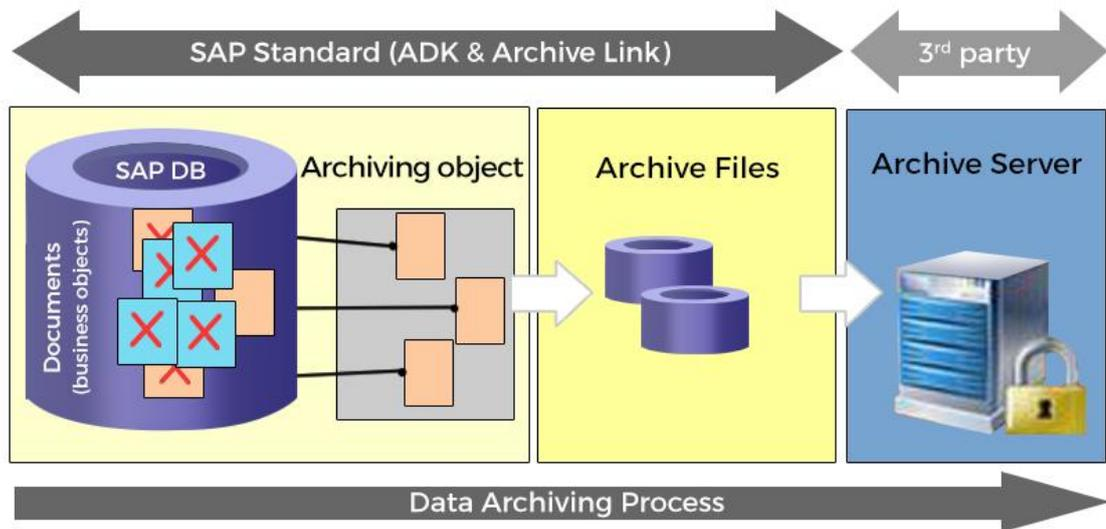 SAP Standard (ADK & Archive Link)
3rd party
SAP DB
Documents
(business objects)
Archiving object
Archive Files
Archive Server
Data Archiving Process